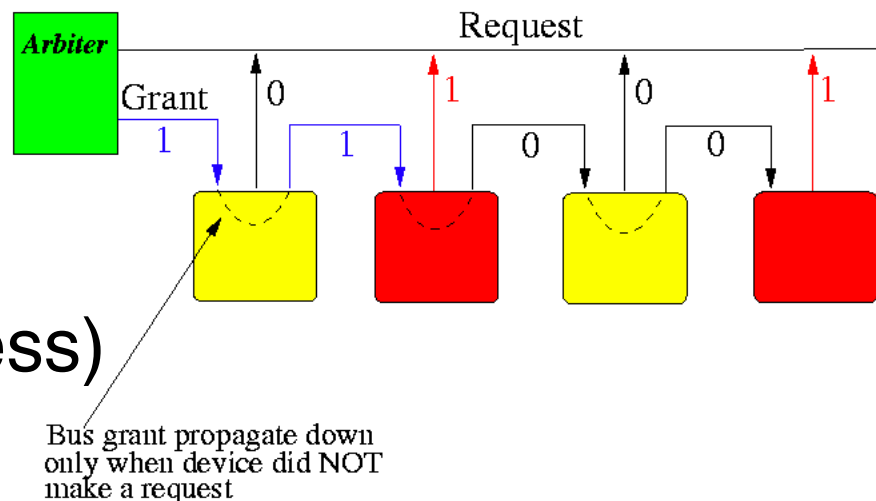 Request
Arbiter
Grant
0 1 0 1
1 1 0 0
ess)
Bus grant propagate down
only when device did NOT
make a request